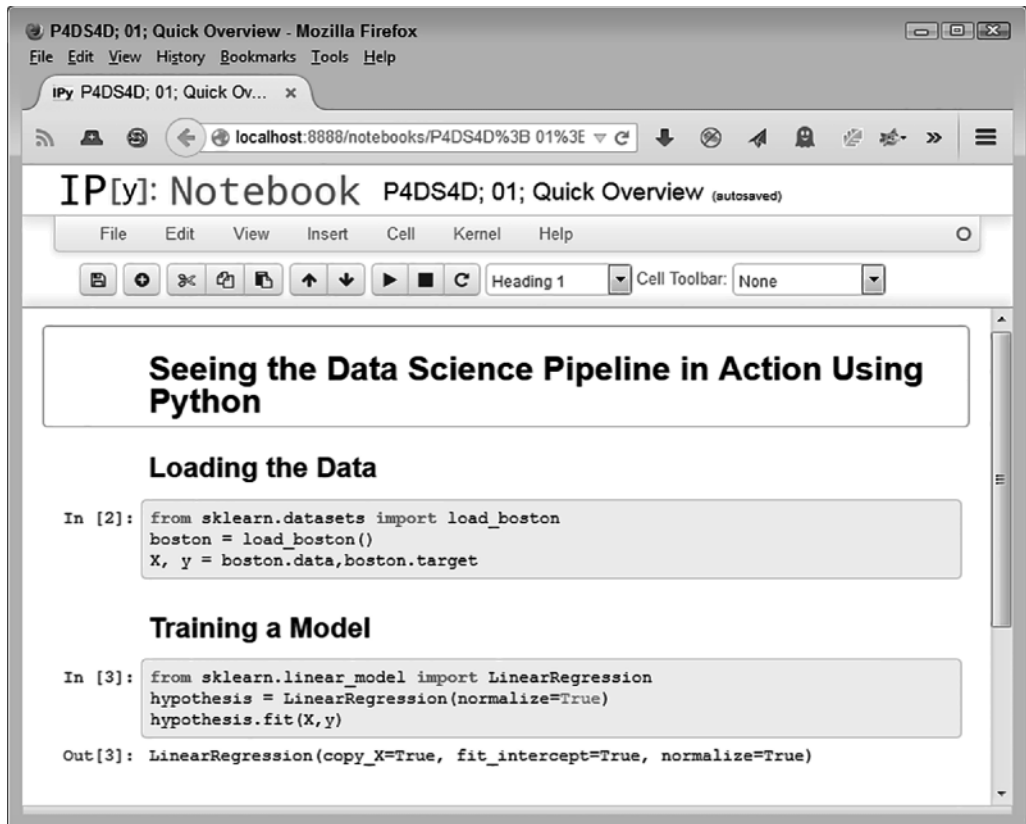 P4DS4D; 01; Quick Overview - Mozilla Firefox
File Edit View History Bookmarks Tools Help
IPy P4DS4D; 01; Quick Ov... ×
localhost:8888/notebooks/P4DS4D%3B 01%3E
IP[y]: Notebook P4DS4D; 01; Quick Overview (autosaved)
File Edit View Insert Cell Kernel Help
Heading 1 Cell Toolbar: None
Seeing the Data Science Pipeline in Action Using
Python
Loading the Data
In [2]: from sklearn.datasets import load_boston
boston = load_boston()
X, y = boston.data,boston.target
Training a Model
In [3]: from sklearn.linear_model import LinearRegression
hypothesis = LinearRegression(normalize=True)
hypothesis.fit(X,y)
Out[3]: LinearRegression(copy_X=True, fit_intercept=True, normalize=True)